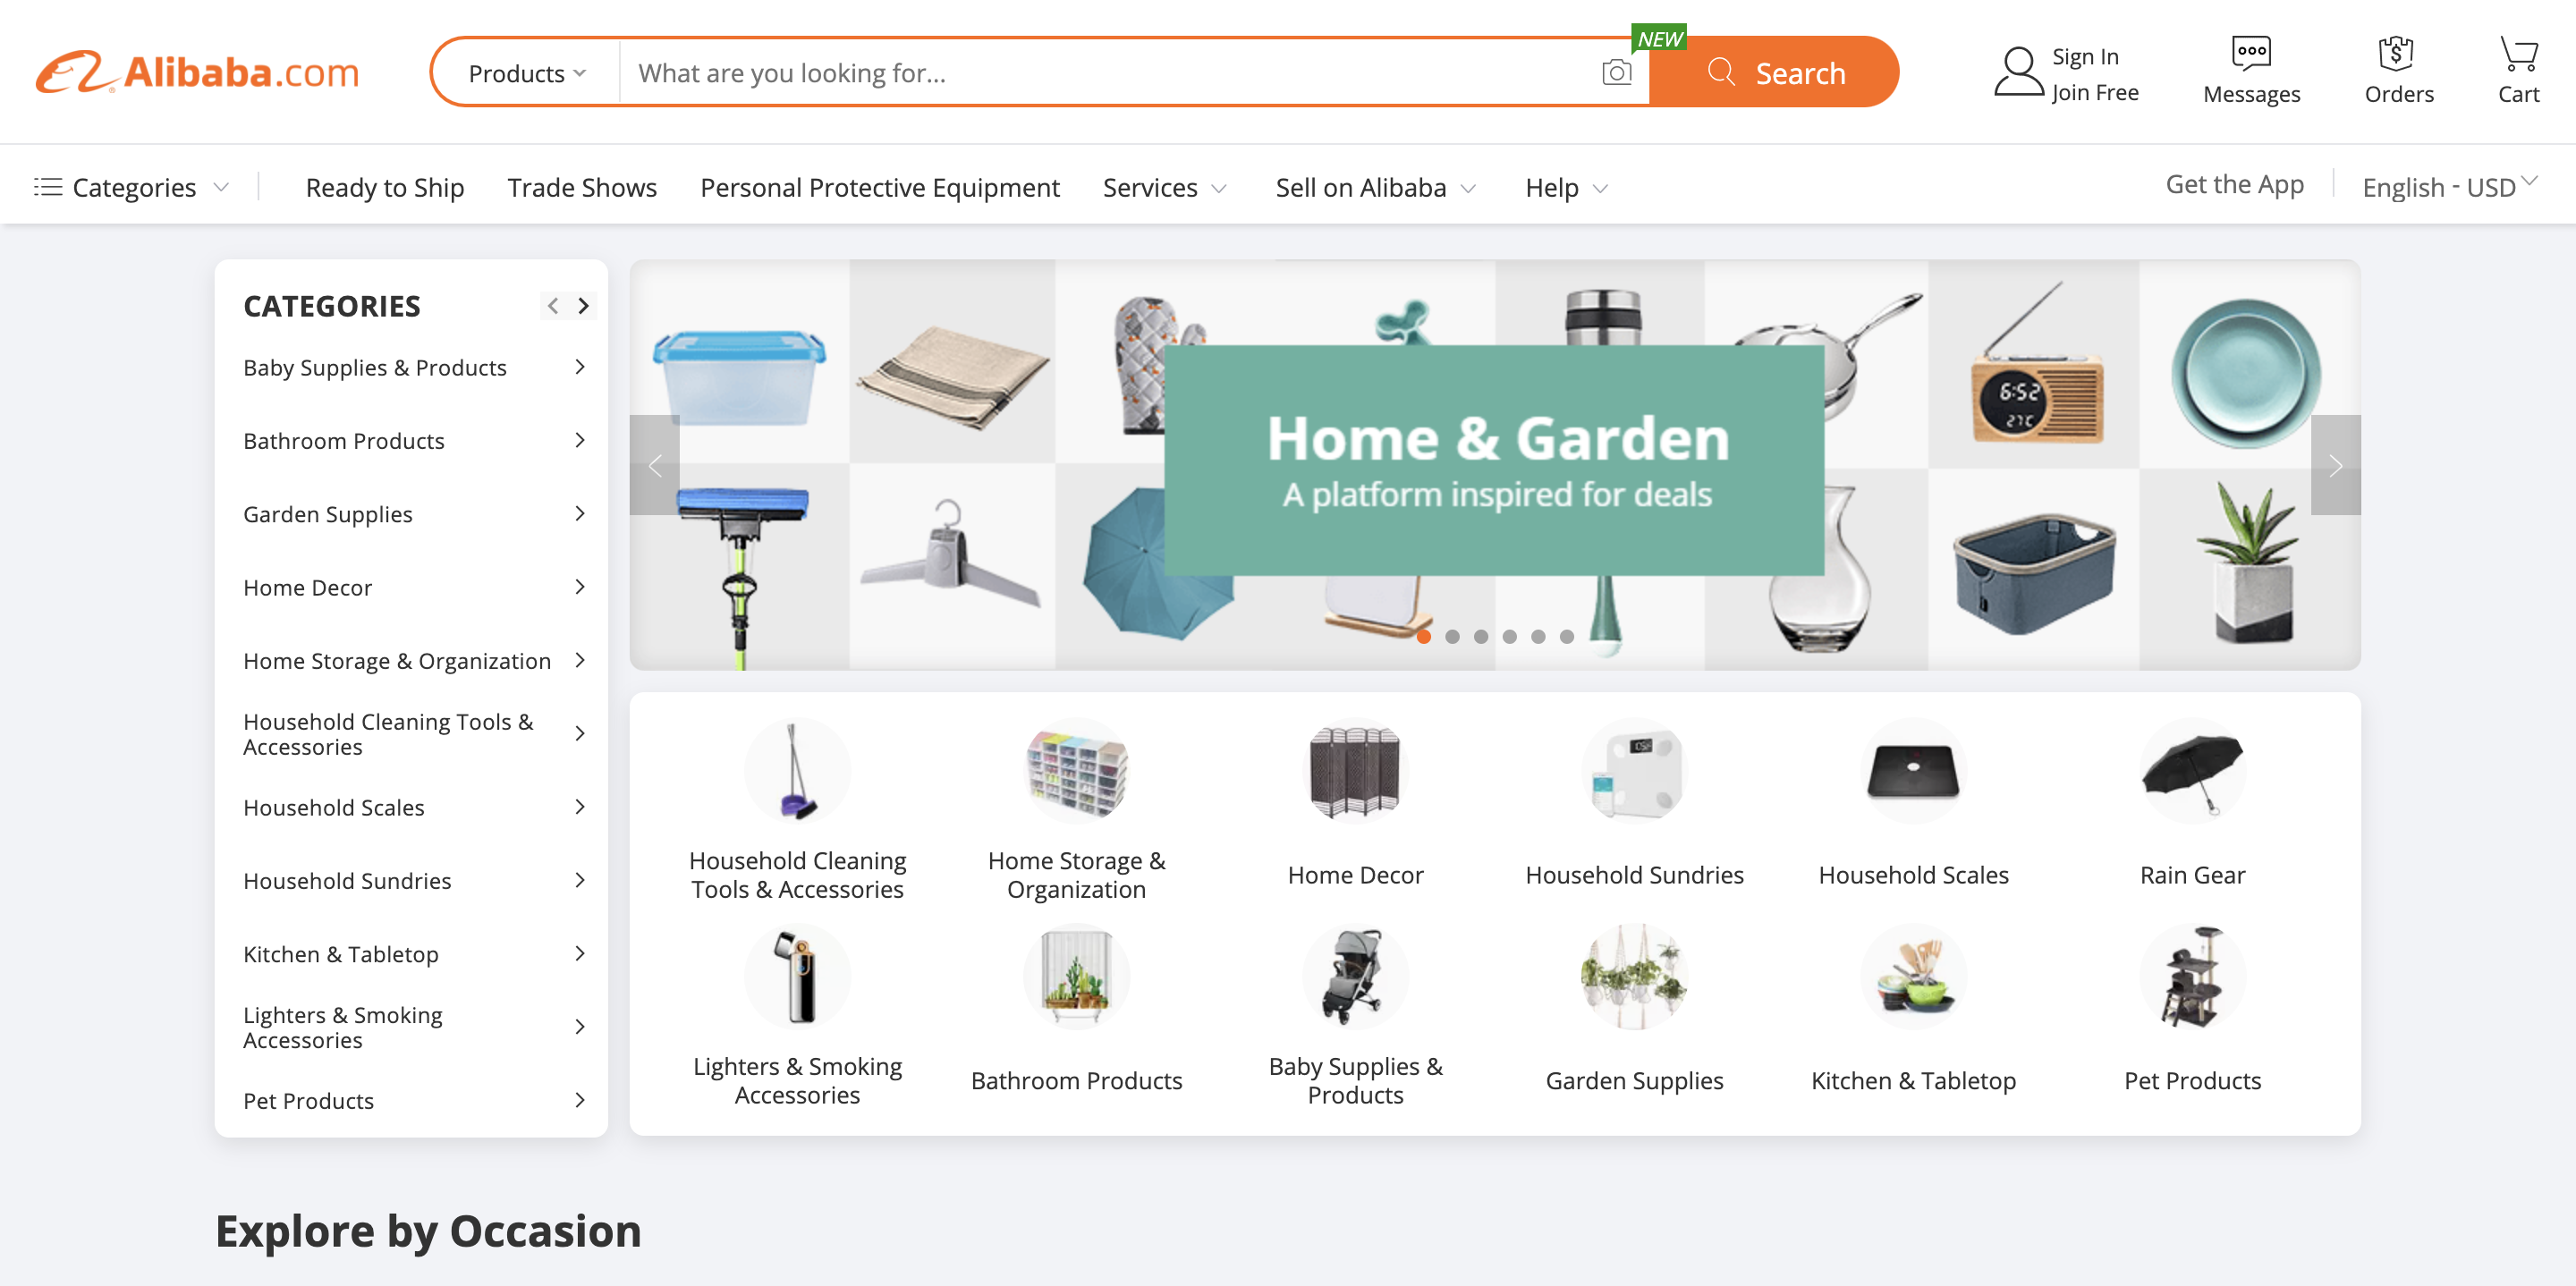 Alibaba.com
Products
What are you looking for...
NEW
Search
Sign In
Join Free
Messages
Orders
Cart
Categories
Ready to Ship
Trade Shows
Personal Protective Equipment
Services
Sell on Alibaba
Help
Get the App
English - USD
CATEGORIES
Baby Supplies & Products
Bathroom Products
Garden Supplies
Home Decor
Home Storage & Organization
Household Cleaning Tools &
Accessories
Household Scales
Household Sundries
Kitchen & Tabletop
Lighters & Smoking
Accessories
Pet Products
6:52
27C
Home & Garden
A platform inspired for deals
Household Cleaning
Tools & Accessories
Home Storage &
Organization
Home Decor
Household Sundries
Household Scales
Rain Gear
Lighters & Smoking
Accessories
Bathroom Products
Baby Supplies &
Products
Garden Supplies
Kitchen & Tabletop
Pet Products
Explore by Occasion